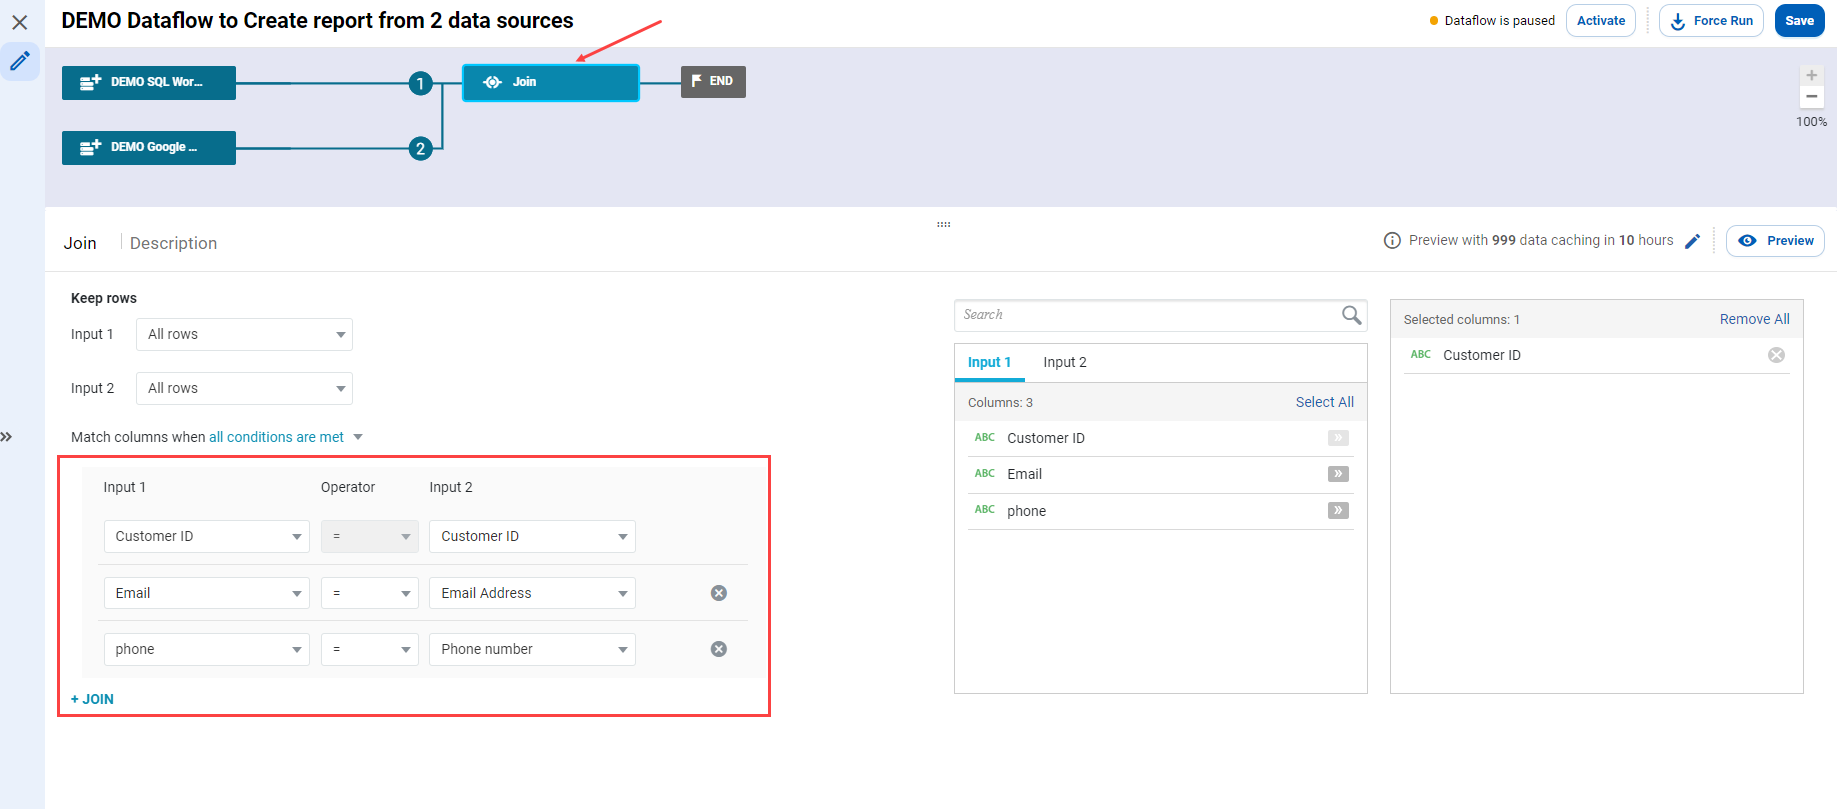 DEMO Dataflow to Create report from 2 data sources
Dataflow is paused
Activate
Force Run
Save
DEMO SQL Wor...
1
Join
END
DEMO Google ...
2
+
−
100%
Join
Description
Preview with 999 data caching in 10 hours
Preview
Keep rows
Input 1
All rows
Input 2
All rows
Match columns when all conditions are met
Input 1 Operator Input 2
Customer ID = Customer ID
Email = Email Address
phone = Phone number
+ JOIN
Search
Input 1 Input 2
Columns: 3 Select All
ABC Customer ID
ABC Email
ABC phone
Selected columns: 1 Remove All
ABC Customer ID